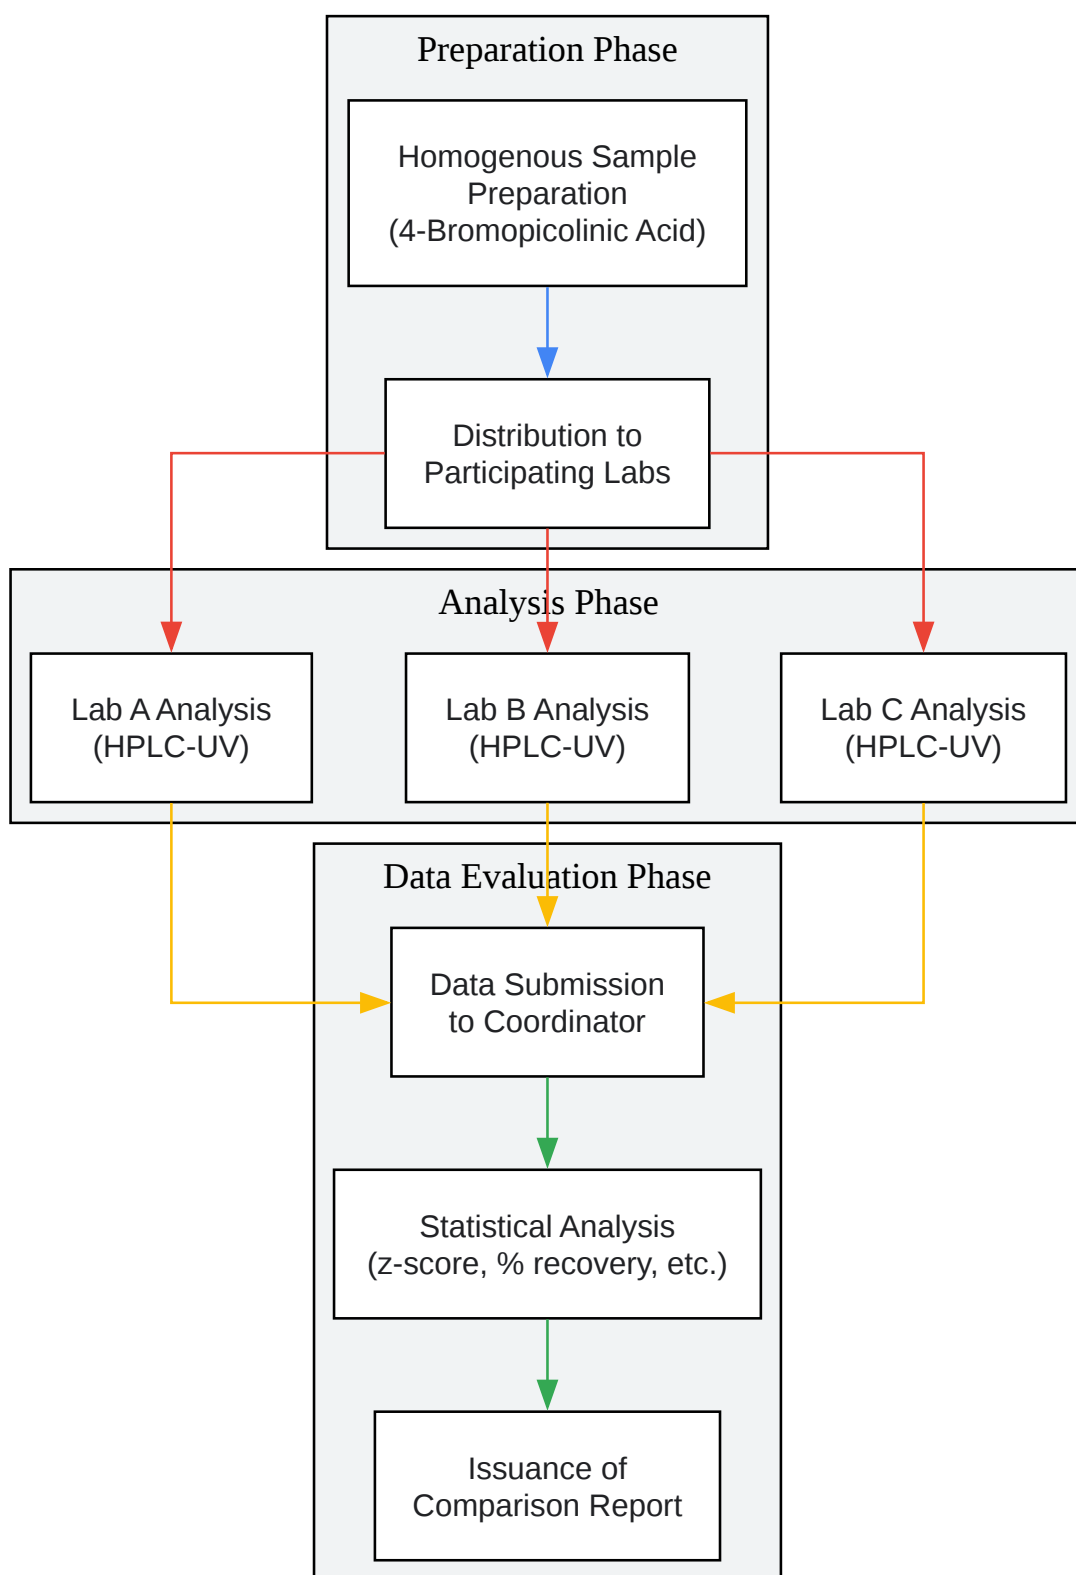 Preparation Phase
Homogenous Sample
Preparation
(4-Bromopicolinic Acid)
Distribution to
Participating Labs
Analysis Phase
Lab A Analysis
(HPLC-UV)
Lab B Analysis
(HPLC-UV)
Lab C Analysis
(HPLC-UV)
Data Evaluation Phase
Data Submission
to Coordinator
Statistical Analysis
(z-score, % recovery, etc.)
Issuance of
Comparison Report